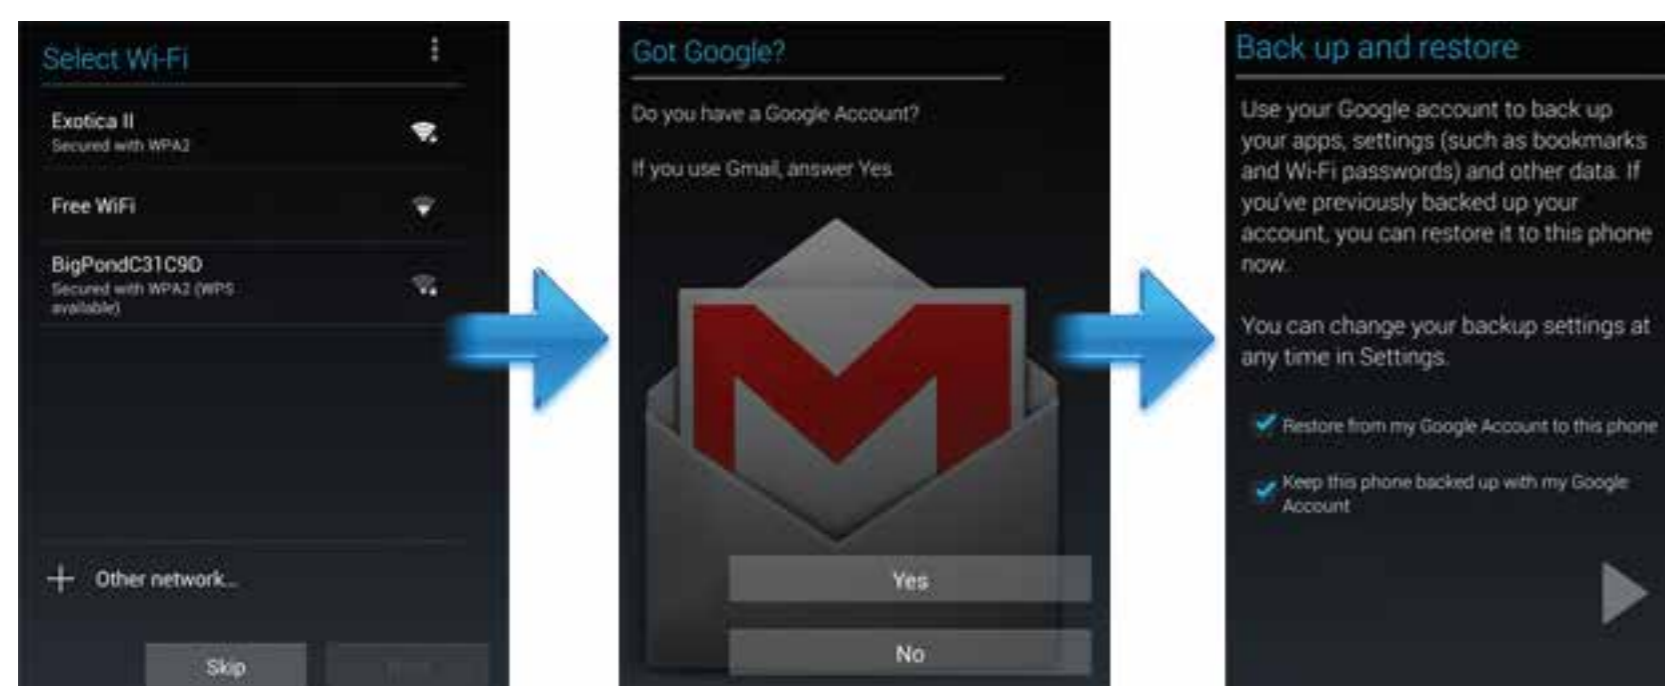 Select Wi-Fi
Exotica II
Secured with WPA2
Free WiFi
BigPondC31C9D
Secured with WPA2 (WPS
available)
Other network...
Skip
Got Google?
Do you have a Google Account?
If you use Gmail, answer Yes.
Yes
No
Back up and restore
Use your Google account to back up
your apps, settings (such as bookmarks
and Wi-Fi passwords) and other data. If
you've previously backed up your
account, you can restore it to this phone
now.
You can change your backup settings at
any time in Settings.
Restore from my Google Account to this phone
Keep this phone backed up with my Google
Account